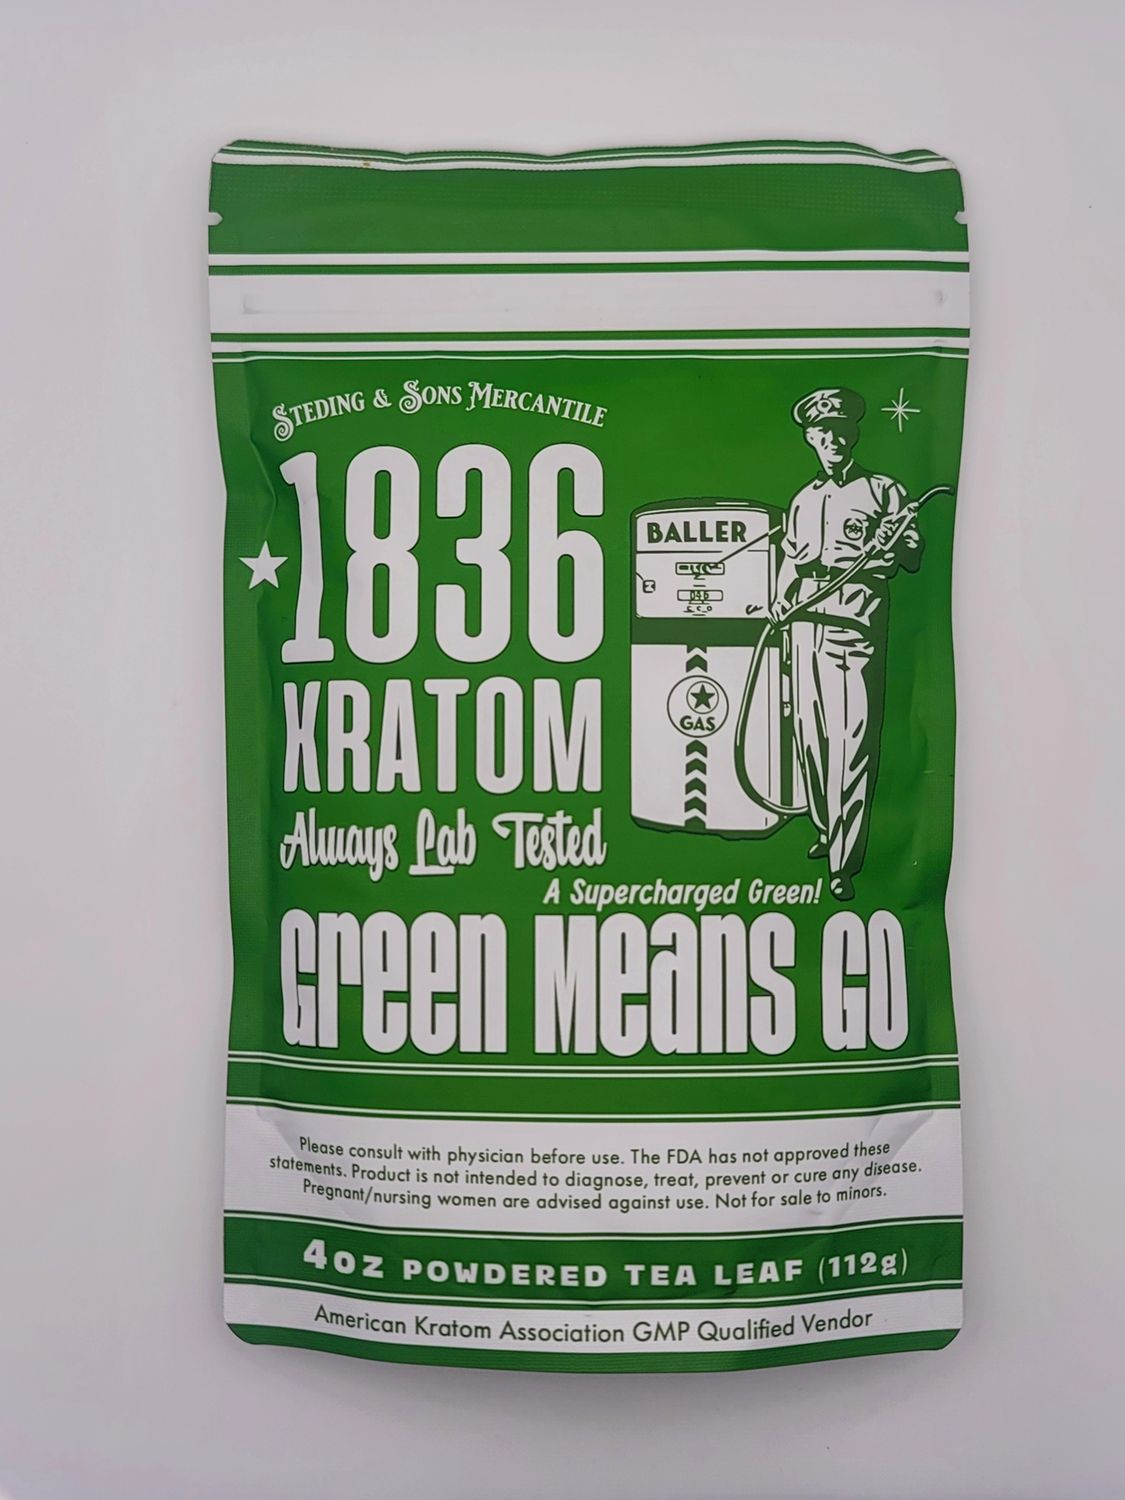 STEDING & SONS MERCANTILE
1836
KRATOM
Always Lab Tested
BALLER
GAS
A Supercharged Green!
Green Means GO
Please consult with physician before use. The FDA has not approved these
statements. Product is not intended to diagnose, treat, prevent or cure any disease.
Pregnant/nursing women are advised against use. Not for sale to minors.
4oz POWDERED TEA LEAF (112g)
American Kratom Association GMP Qualified Vendor